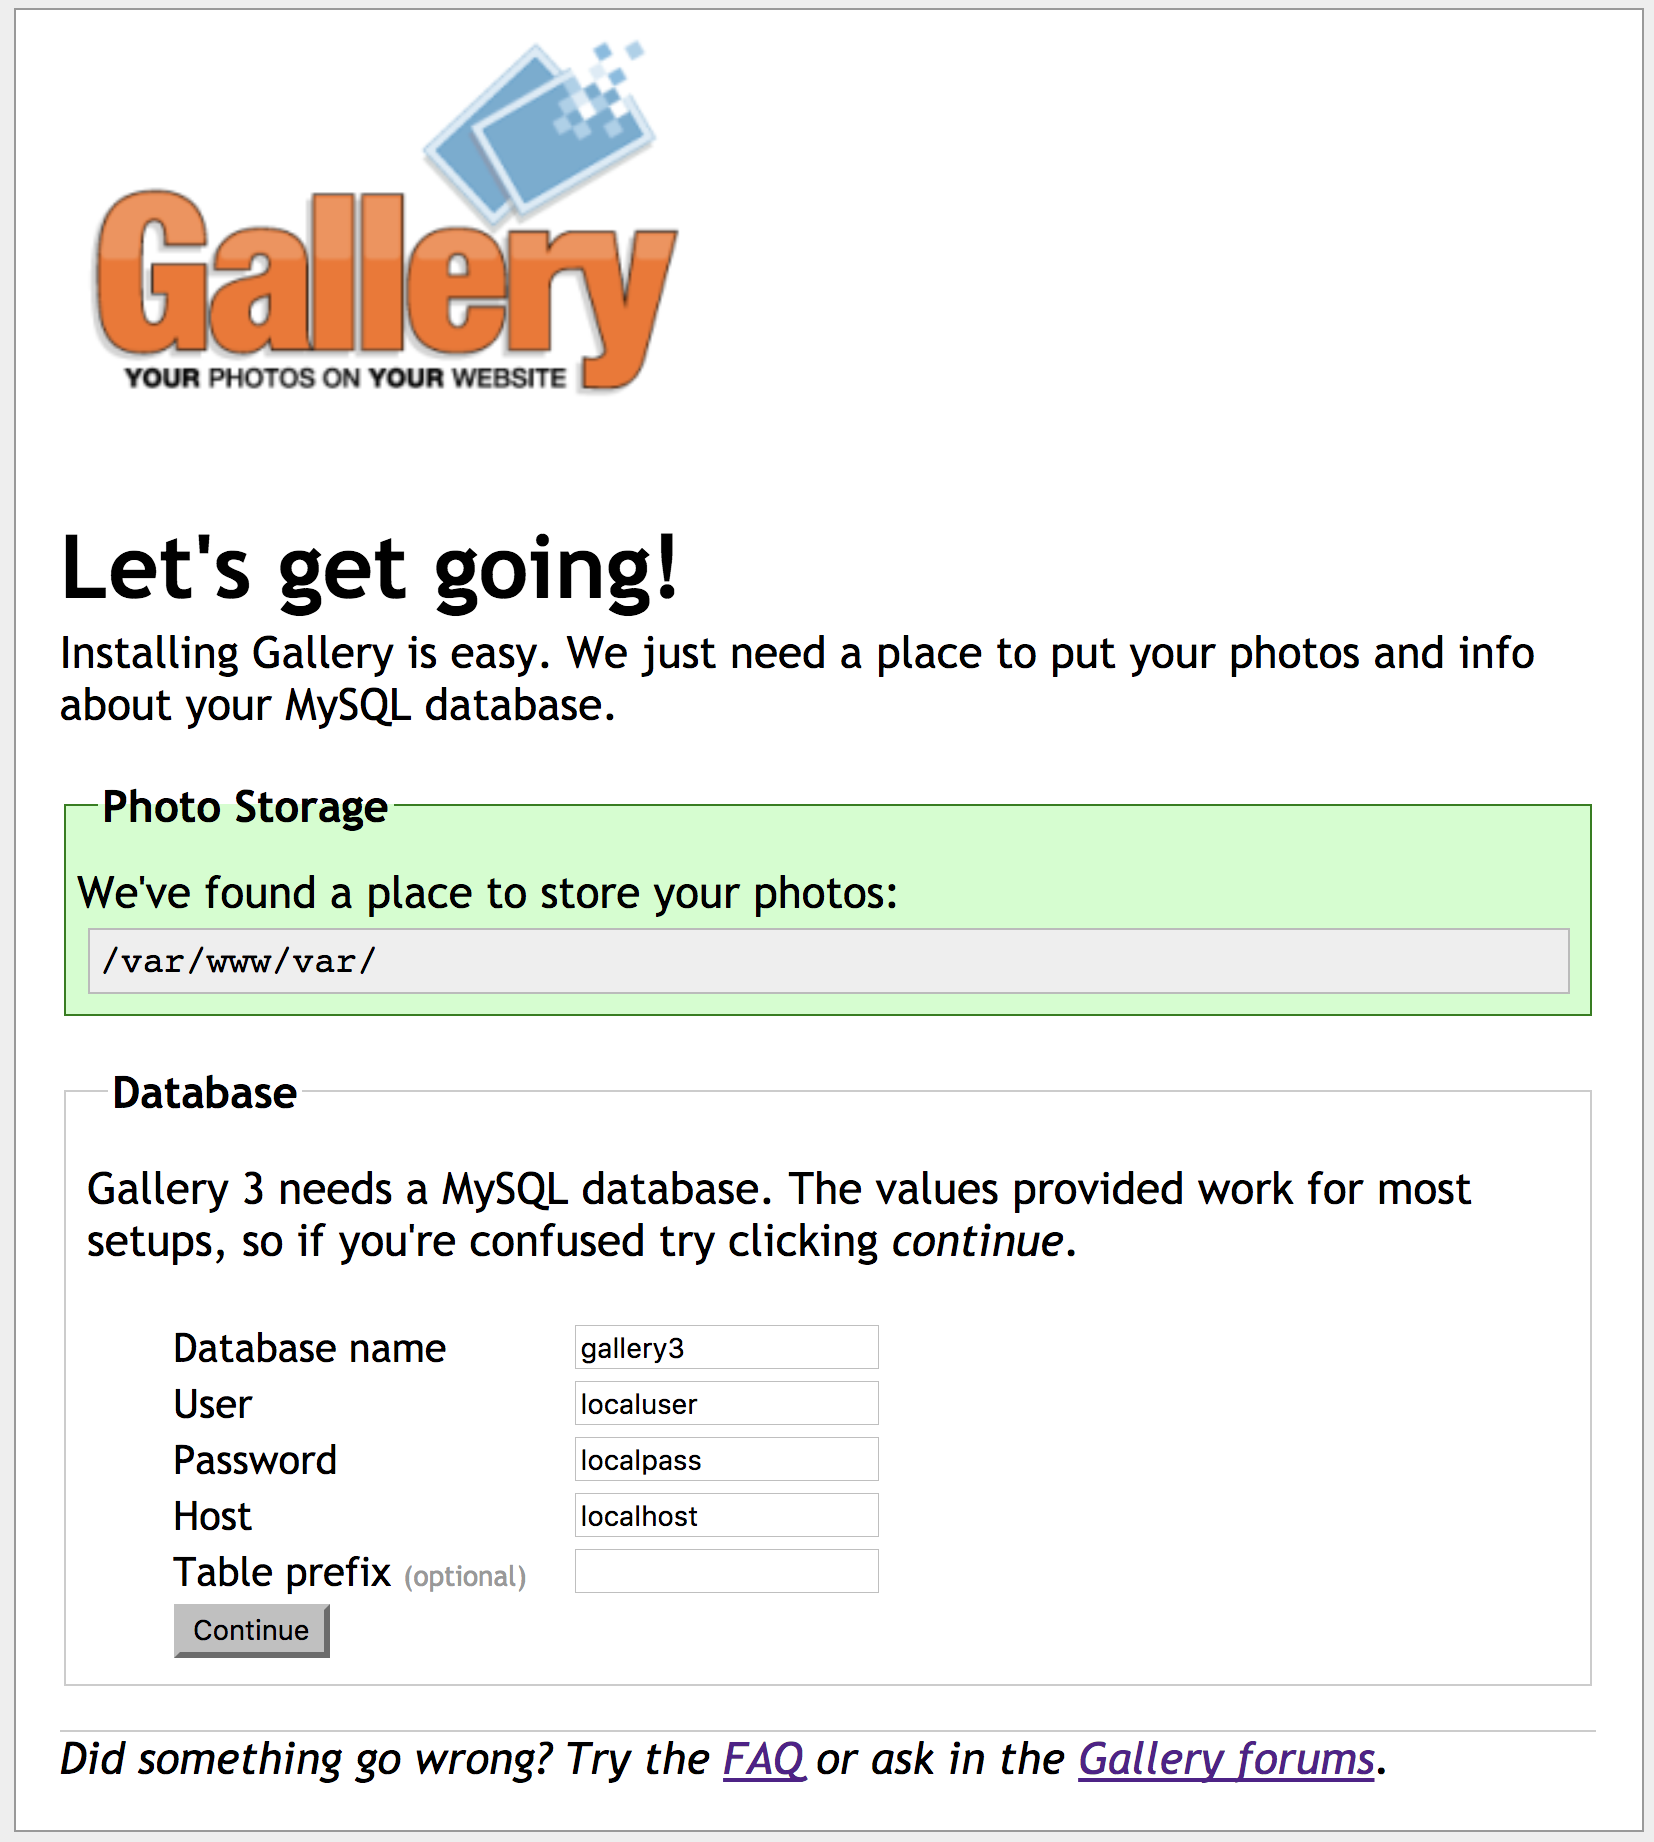 Gallery
YOUR PHOTOS ON YOUR WEBSITE
Let's get going!
Installing Gallery is easy. We just need a place to put your photos and info
about your MySQL database.
Photo Storage
We've found a place to store your photos:
/var/www/var/
Database
Gallery 3 needs a MySQL database. The values provided work for most
setups, so if you're confused try clicking continue.
Database name gallery3
User localuser
Password localpass
Host localhost
Table prefix (optional)
Continue
Did something go wrong? Try the FAQ or ask in the Gallery forums.